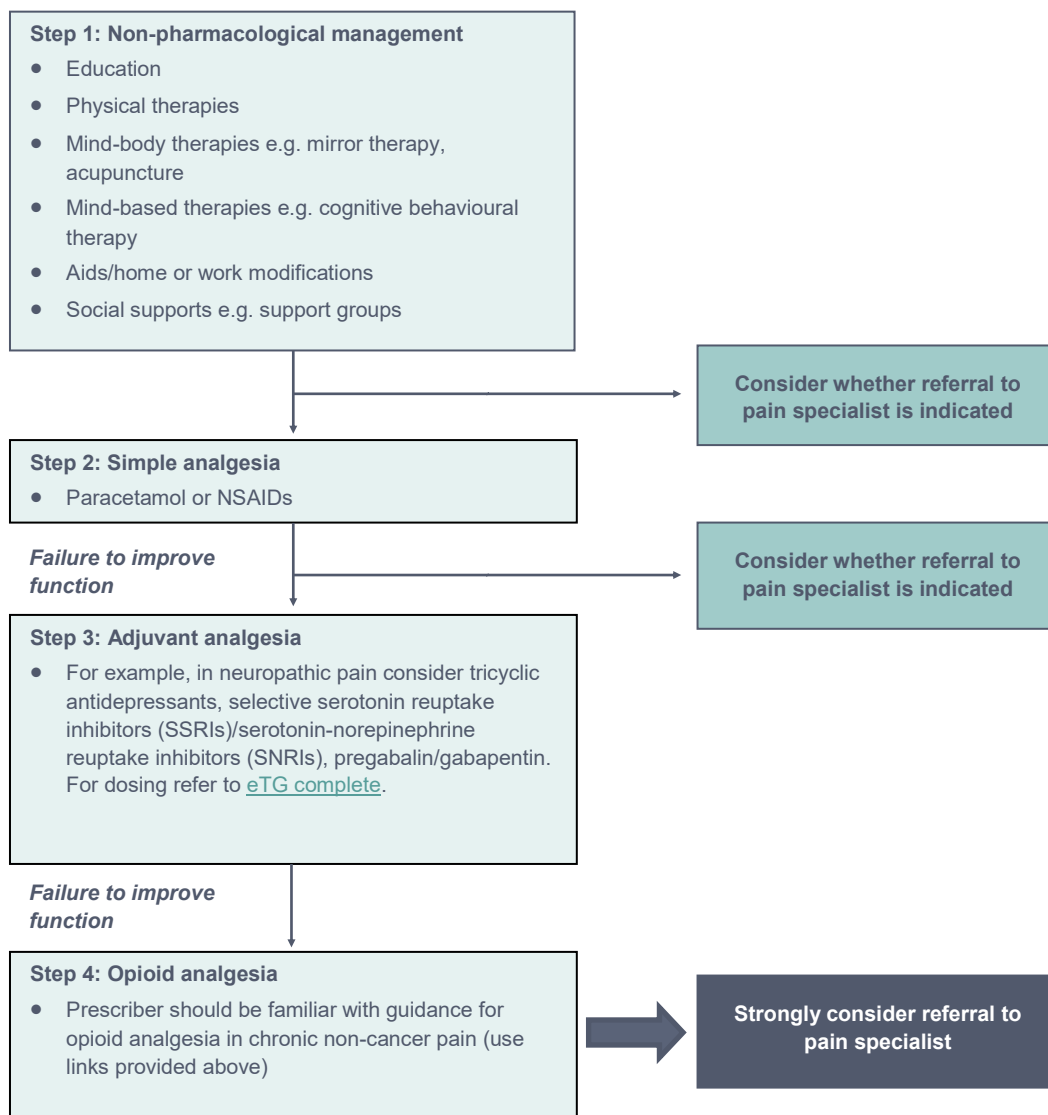 Step 1: Non-pharmacological management
• Education
• Physical therapies
• Mind-body therapies e.g. mirror therapy,
acupuncture
• Mind-based therapies e.g. cognitive behavioural
therapy
• Aids/home or work modifications
• Social supports e.g. support groups
Consider whether referral to
pain specialist is indicated
Step 2: Simple analgesia
• Paracetamol or NSAIDs
Failure to improve
function
Consider whether referral to
pain specialist is indicated
Step 3: Adjuvant analgesia
• For example, in neuropathic pain consider tricyclic
antidepressants, selective serotonin reuptake
inhibitors (SSRIs)/serotonin-norepinephrine
reuptake inhibitors (SNRIs), pregabalin/gabapentin.
For dosing refer to eTG complete.
Failure to improve
function
Step 4: Opioid analgesia
• Prescriber should be familiar with guidance for
opioid analgesia in chronic non-cancer pain (use
links provided above)
Strongly consider referral to
pain specialist